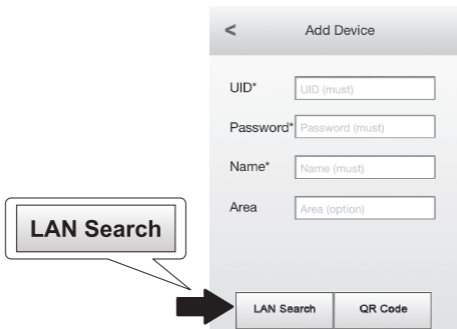 < Add Device
UID* UID (must)
Password* Password (must)
Name* Name (must)
Area Area (option)
LAN Search
LAN Search QR Code